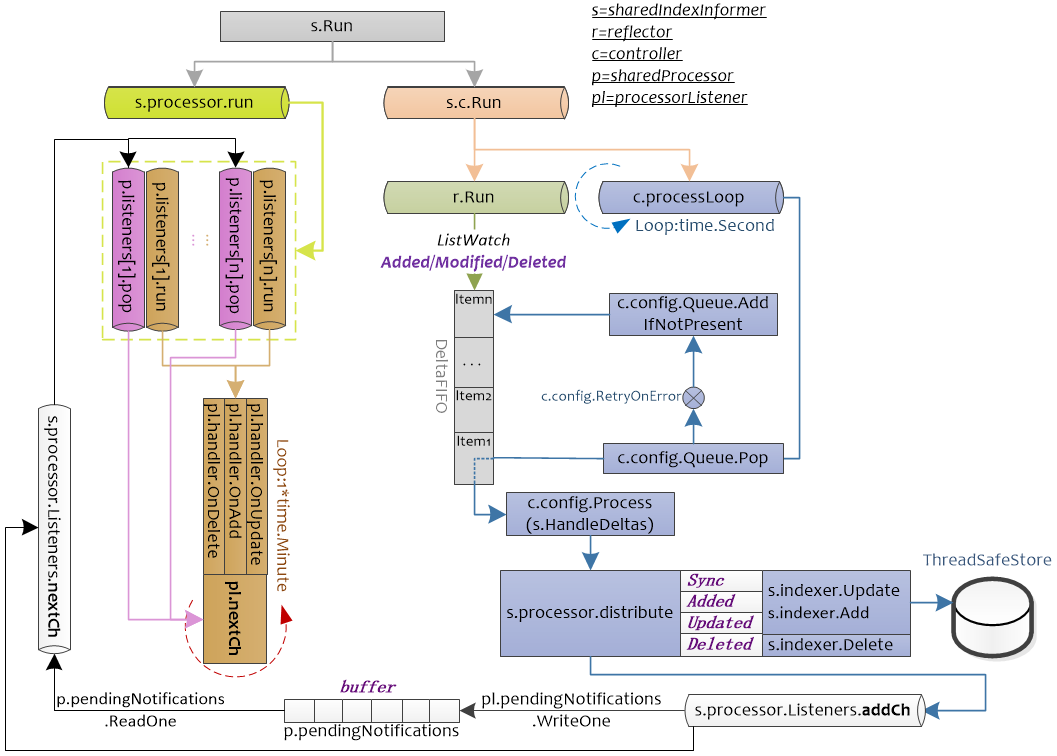 s.Run
s=sharedIndexInformer
r=reflector
c=controller
p=sharedProcessor
pl=processorListener
s.processor.run
s.c.Run
p.listeners[1].pop
p.listeners[1].run
... ...
p.listeners[n].pop
p.listeners[n].run
r.Run
c.processLoop
Loop:time.Second
ListWatch
Added/Modified/Deleted
Itemn
...
Item2
Item1
DeltaFIFO
c.config.Queue.Add
IfNotPresent
c.config.RetryOnError
c.config.Queue.Pop
c.config.Process
(s.HandleDeltas)
s.processor.Listeners.nextCh
pl.handler.OnDelete
pl.handler.OnAdd
pl.handler.OnUpdate
Loop:1*time.Minute
pl.nextCh
s.processor.distribute
Sync
Added
Updated
Deleted
s.indexer.Update
s.indexer.Add
s.indexer.Delete
ThreadSafeStore
p.pendingNotifications
.ReadOne
buffer
p.pendingNotifications
pl.pendingNotifications
.WriteOne
s.processor.Listeners.addCh